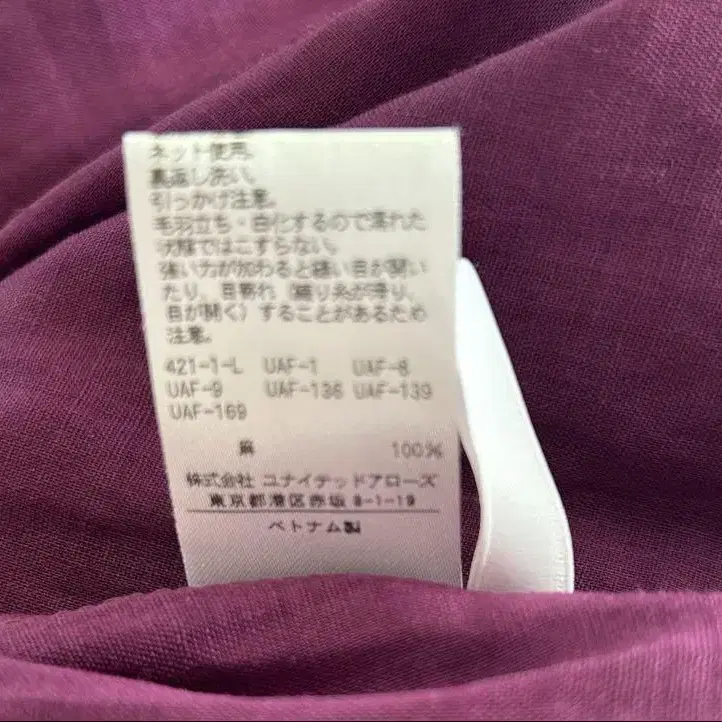 ネット使用。
裏返し洗い。
引っかけ注意。
毛羽立ち・白化するので濡れた
状態ではこすらない。
強い力が加わると縫い目が開い
たり、目寄れ（織り糸が滑り、
目が開く）することがあるため
注意。
421-1-L UAF-1 UAF-8
UAF-9 UAF-136 UAF-139
UAF-169
麻 100%
株式会社 ユナイテッドアローズ
東京都港区赤坂 8-1-19
ベトナム製